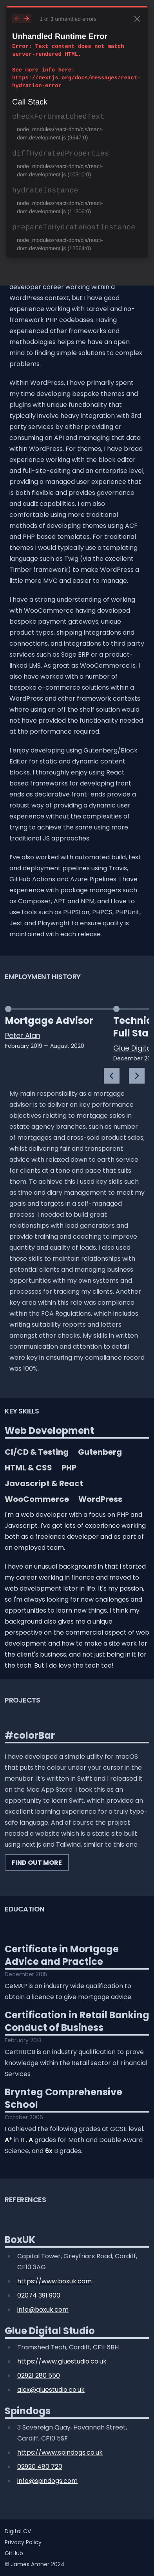 1 of 3 unhandled errors
Unhandled Runtime Error
Error: Text content does not match
server-rendered HTML.
See more info here:
https://nextjs.org/docs/messages/react-
hydration-error
Call Stack
checkForUnmatchedText
node_modules/react-dom/cjs/react-
dom.development.js (9647:0)
diffHydratedProperties
node_modules/react-dom/cjs/react-
dom.development.js (10310:0)
hydrateInstance
node_modules/react-dom/cjs/react-
dom.development.js (11306:0)
prepareToHydrateHostInstance
node_modules/react-dom/cjs/react-
dom.development.js (12564:0)
developer career working within a
WordPress context, but I have good
experience working with Laravel and no-
framework PHP codebases. Having
experienced other frameworks and
methodologies helps me have an open
mind to finding simple solutions to complex
problems.
Within WordPress, I have primarily spent
my time developing bespoke themes and
plugins with unique functionality that
typically involve heavy integration with 3rd
party services by either providing or
consuming an API and managing that data
within WordPress. For themes, I have broad
experience working with the block editor
and full-site-editing and at enterprise level,
providing a managed user experience that
is both flexible and provides governance
and audit capabilities. I am also
comfortable using more traditional
methods of developing themes using ACF
and PHP based templates. For traditional
themes I would typically use a templating
language such as Twig (via the excellent
Timber framework) to make WordPress a
little more MVC and easier to manage.
I have a strong understanding of working
with WooCommerce having developed
bespoke payment gateways, unique
product types, shipping integrations and
connections, and integrations to third party
services such as Sage ERP or a product-
linked LMS. As great as WooCommerce is, I
also have worked with a number of
bespoke e-commerce solutions within a
WordPress and other framework contexts
where using an off the shelf solution would
not have provided the functionality needed
at the performance required.
I enjoy developing using Gutenberg/Block
Editor for static and dynamic content
blocks. I thoroughly enjoy using React
based frameworks for developing front
ends as declarative front-ends provide a
robust way of providing a dynamic user
experience without the complexities of
trying to achieve the same using more
traditional JS approaches.
I've also worked with automated build, test
and deployment pipelines using Travis,
GitHub Actions and Azure Pipelines. I have
experience with package managers such
as Composer, APT and NPM, and I love to
use tools such as PHPStan, PHPCS, PHPUnit,
Jest and Playwright to ensure quality is
maintained with each release.
EMPLOYMENT HISTORY
Mortgage Advisor
Peter Alan
February 2019 — August 2020
Technic
Full Sta
Glue Digita
December 20
My main responsibility as a mortgage
adviser is to deliver on key performance
objectives relating to mortgage sales in
estate agency branches, such as number
of mortgages and cross-sold product sales,
whilst delivering fair and transparent
advice with relaxed down to earth service
for clients at a tone and pace that suits
them. To achieve this I used key skills such
as time and diary management to meet my
goals and targets in a self-managed
environment. I needed to build great
relationships with lead generators and
provide training and coaching to improve
quantity and quality of leads. I also used
these skills to maintain relationships with
potential clients and managing business
opportunities within my own systems and
processes for tracking my clients. Another
key area within this role was compliance
within the FCA Regulations, which includes
writing suitability reports and letters
amongst other checks. My skills in written
communication and attention to detail
were key in ensuring my compliance record
was 100%.
KEY SKILLS
Web Development
CI/CD & Testing Gutenberg
HTML & CSS PHP
Javascript & React
WooCommerce WordPress
I'm a web developer with a focus on PHP and
Javascript. I've got lots of experience working
both as a freelance developer and as part of
an employed team.
I have an unusual background in that I started
my career working in finance and moved to
web development later in life. It's my passion,
so I'm always looking for new challenges and
opportunities to learn new things. I think my
background also gives me a unique
perspective on the commercial aspect of web
development and how to make a site work for
the client's business, and not just being in it for
the tech. But I do love the tech too!
PROJECTS
#colorBar
I have developed a simple utility for macOS
that puts the colour under your cursor in the
menubar. It's written in Swift and I released it
on the Mac App Store. I took this as an
opportunity to learn Swift, which provided an
excellent learning experience for a truly type-
safe language. And of course the project
needed a website which is a static site built
using next.js and Tailwind, similar to this one.
FIND OUT MORE
EDUCATION
Certificate in Mortgage
Advice and Practice
December 2015
CeMAP is an industry wide qualification to
obtain a licence to give mortgage advice.
Certification in Retail Banking
Conduct of Business
February 2013
CertRBCB is an industry qualification to prove
knowledge within the Retail sector of Financial
Services.
Brynteg Comprehensive
School
October 2006
I achieved the following grades at GCSE level.
A* in IT, A grades for Math and Double Award
Science, and 6x B grades.
REFERENCES
BoxUK
Capital Tower, Greyfriars Road, Cardiff,
CF10 3AG
https://www.boxuk.com
02074 391 900
info@boxuk.com
Glue Digital Studio
Tramshed Tech, Cardiff, CF11 6BH
https://www.gluestudio.co.uk
02921 280 550
alex@gluestudio.co.uk
Spindogs
3 Sovereign Quay, Havannah Street,
Cardiff, CF10 5SF
https://www.spindogs.co.uk
02920 480 720
info@spindogs.com
Digital CV
Privacy Policy
GitHub
© James Amner 2024